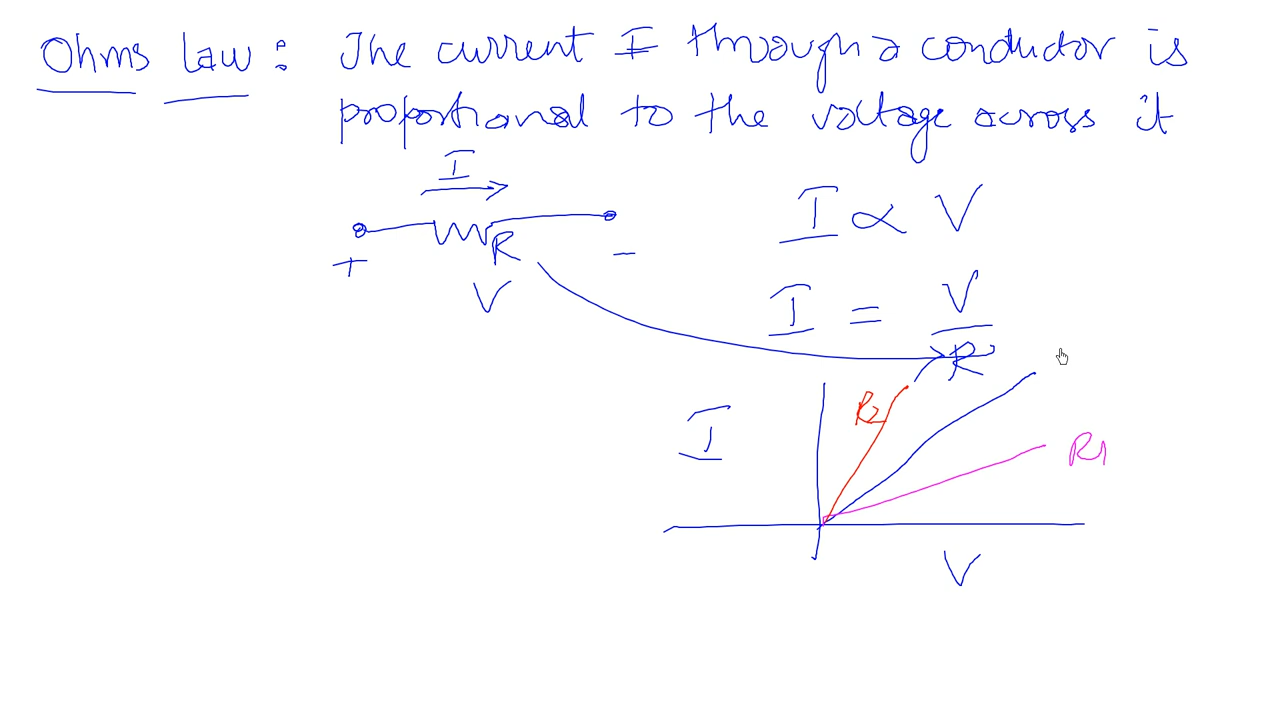 Ohms Law: The current I through a conductor is
proportional to the voltage across it
I
R
+ −
V
I ∝ V
I = V/R
R2
I
R1
V